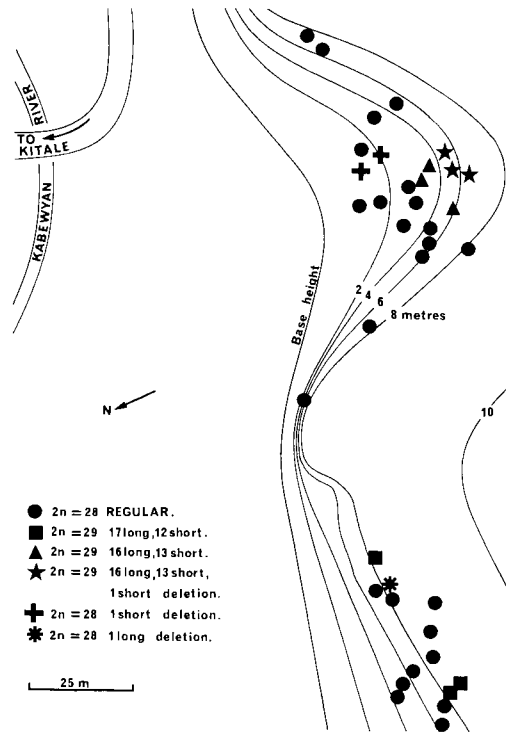 RIVER
TO
KITALE
KABEWYAN
Base height
2 4 6
8 metres
10
N
2n = 28 REGULAR.
2n = 29 17 long, 12 short.
2n = 29 16 long, 13 short.
2n = 29 16 long, 13 short,
1 short deletion.
2n = 28 1 short deletion.
2n = 28 1 long deletion.
25 m